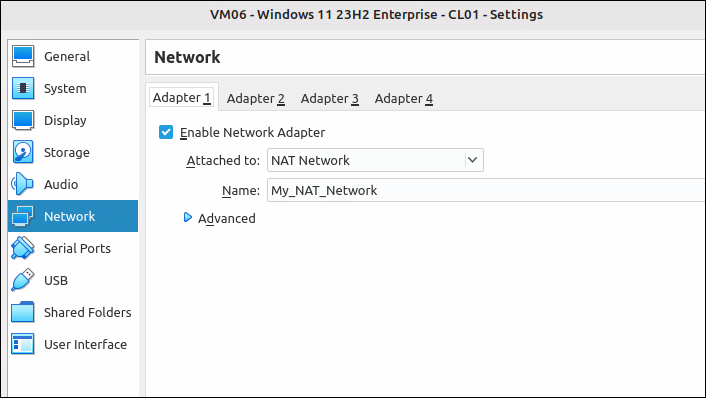 VM06 - Windows 11 23H2 Enterprise - CL01 - Settings
General
System
Display
Storage
Audio
Network
Serial Ports
USB
Shared Folders
User Interface
Network
Adapter 1 Adapter 2 Adapter 3 Adapter 4
Enable Network Adapter
Attached to: NAT Network
Name: My_NAT_Network
Advanced